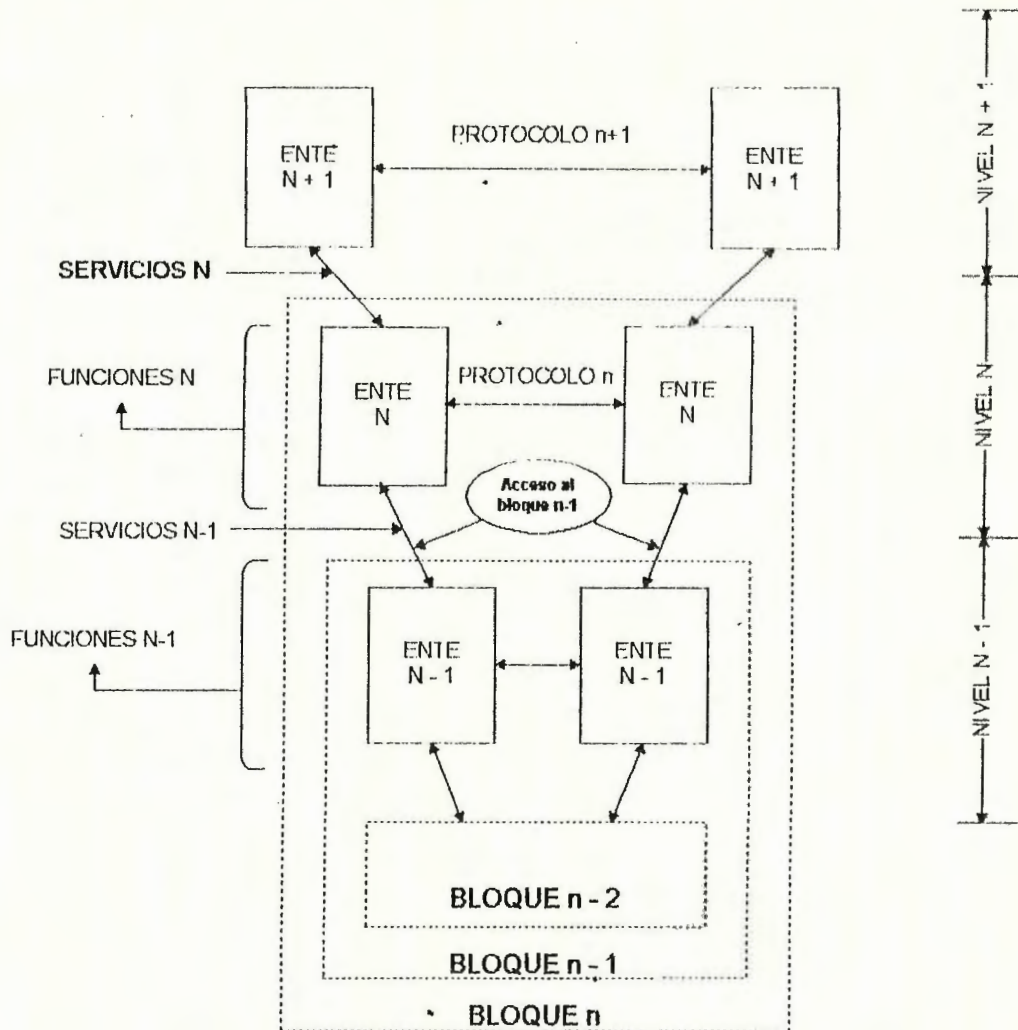 ENTE
N + 1
PROTOCOLO n+1
ENTE
N + 1
NIVEL N + 1
SERVICIOS N
FUNCIONES N
ENTE
N
PROTOCOLO n
ENTE
N
NIVEL N
Acceso al
bloque n-1
SERVICIOS N-1
FUNCIONES N-1
ENTE
N - 1
ENTE
N - 1
NIVEL N - 1
BLOQUE n - 2
BLOQUE n - 1
BLOQUE n